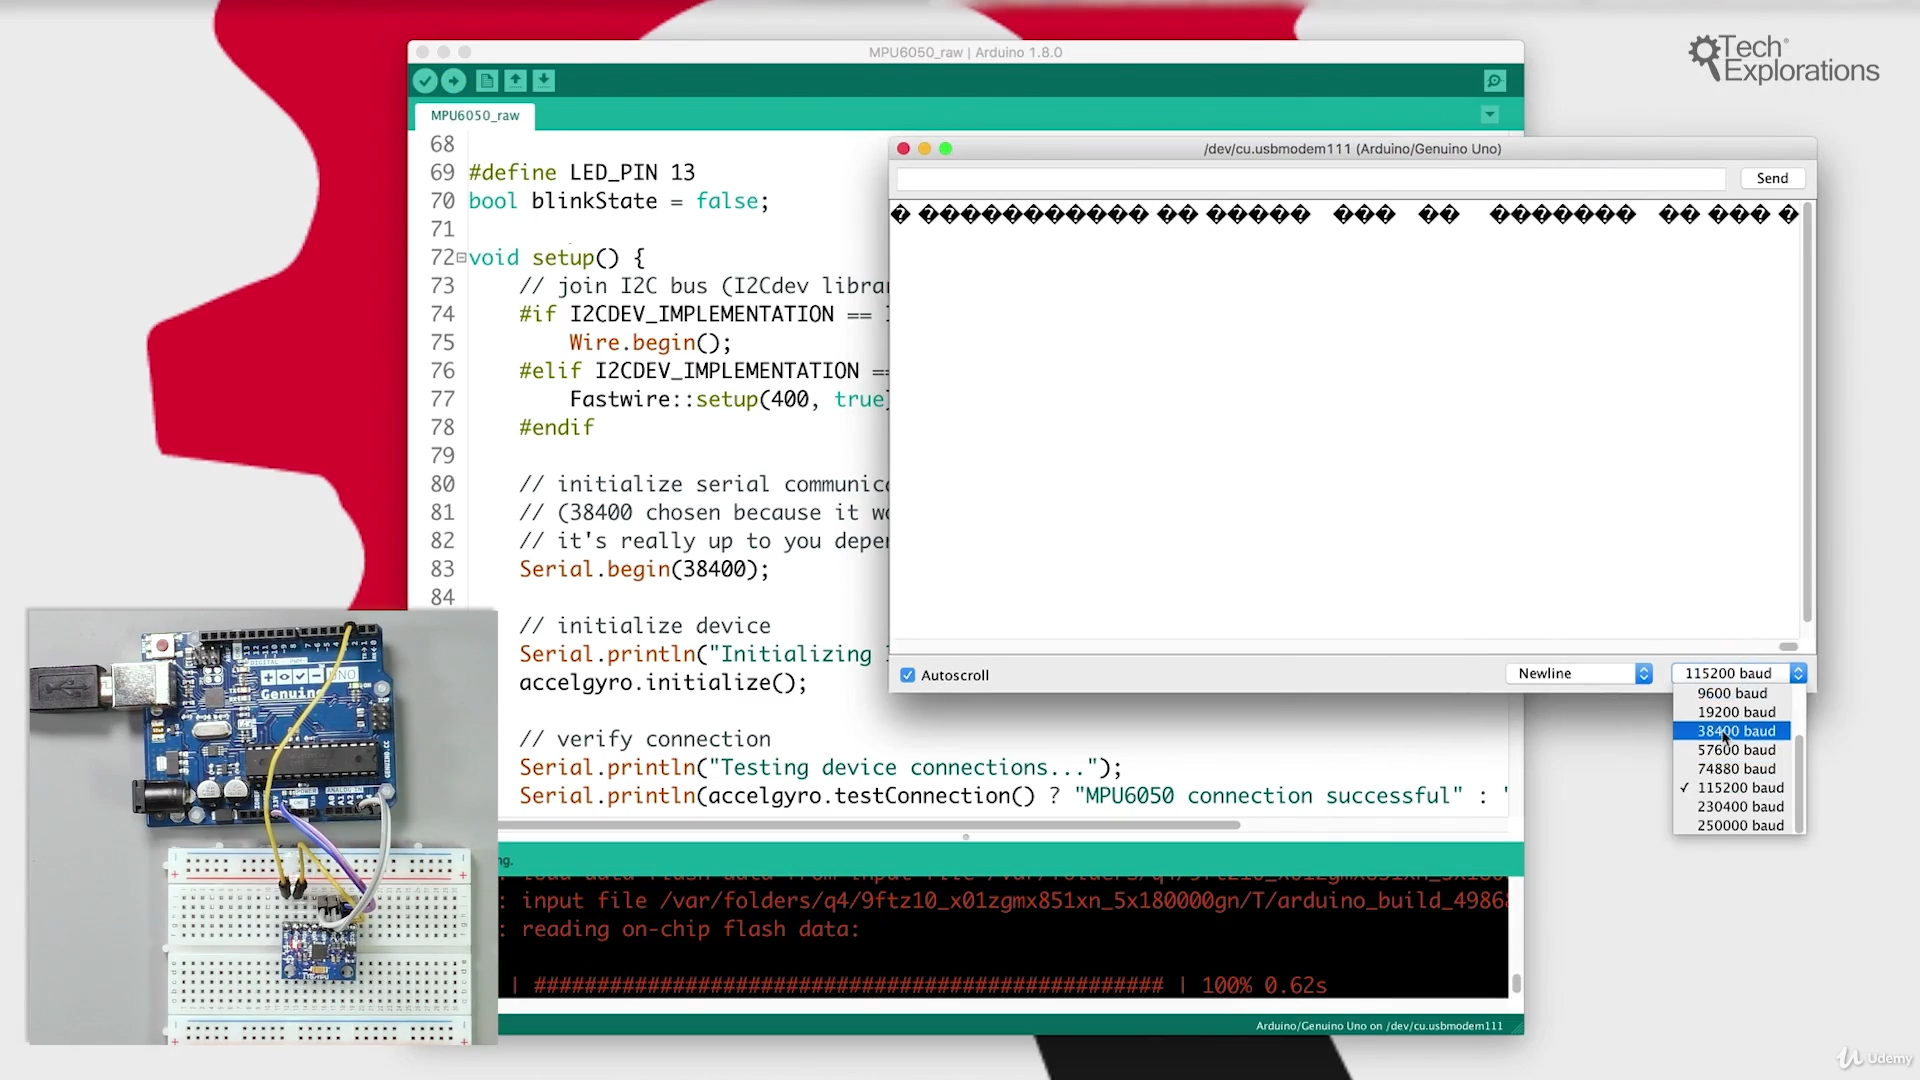 MPU6050_raw | Arduino 1.8.0
Tech
Explorations
MPU6050_raw
68
69 #define LED_PIN 13
70 bool blinkState = false;
71
72 void setup() {
73 // join I2C bus (I2Cdev librar
74 #if I2CDEV_IMPLEMENTATION ==
75 Wire.begin();
76 #elif I2CDEV_IMPLEMENTATION ==
77 Fastwire::setup(400, true)
78 #endif
79
80 // initialize serial communica
81 // (38400 chosen because it wo
82 // it's really up to you depen
83 Serial.begin(38400);
84
// initialize device
Serial.println("Initializing
accelgyro.initialize();
// verify connection
Serial.println("Testing device connections...");
Serial.println(accelgyro.testConnection() ? "MPU6050 connection successful" : "
/dev/cu.usbmodem111 (Arduino/Genuino Uno)
Send
� ������������� �� ����� ��� �� ������� �� ��� �
Autoscroll
Newline
115200 baud
9600 baud
19200 baud
38400 baud
57600 baud
74880 baud
✓ 115200 baud
230400 baud
250000 baud
ng.
: input file /var/folders/q4/9ftz10_x01zgmx851xn_5x180000gn/T/arduino_build_4986
: reading on-chip flash data:
| ################################################## | 100% 0.62s
Arduino/Genuino Uno on /dev/cu.usbmodem111
UNO
Genuino
Udemy